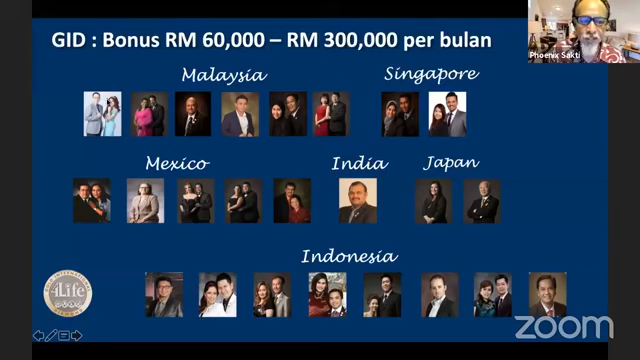 GID : Bonus RM 60,000 – RM 300,000 per bulan
Phoenix Sakti
Malaysia
Singapore
Mexico
India
Japan
Indonesia
4Life
zoom